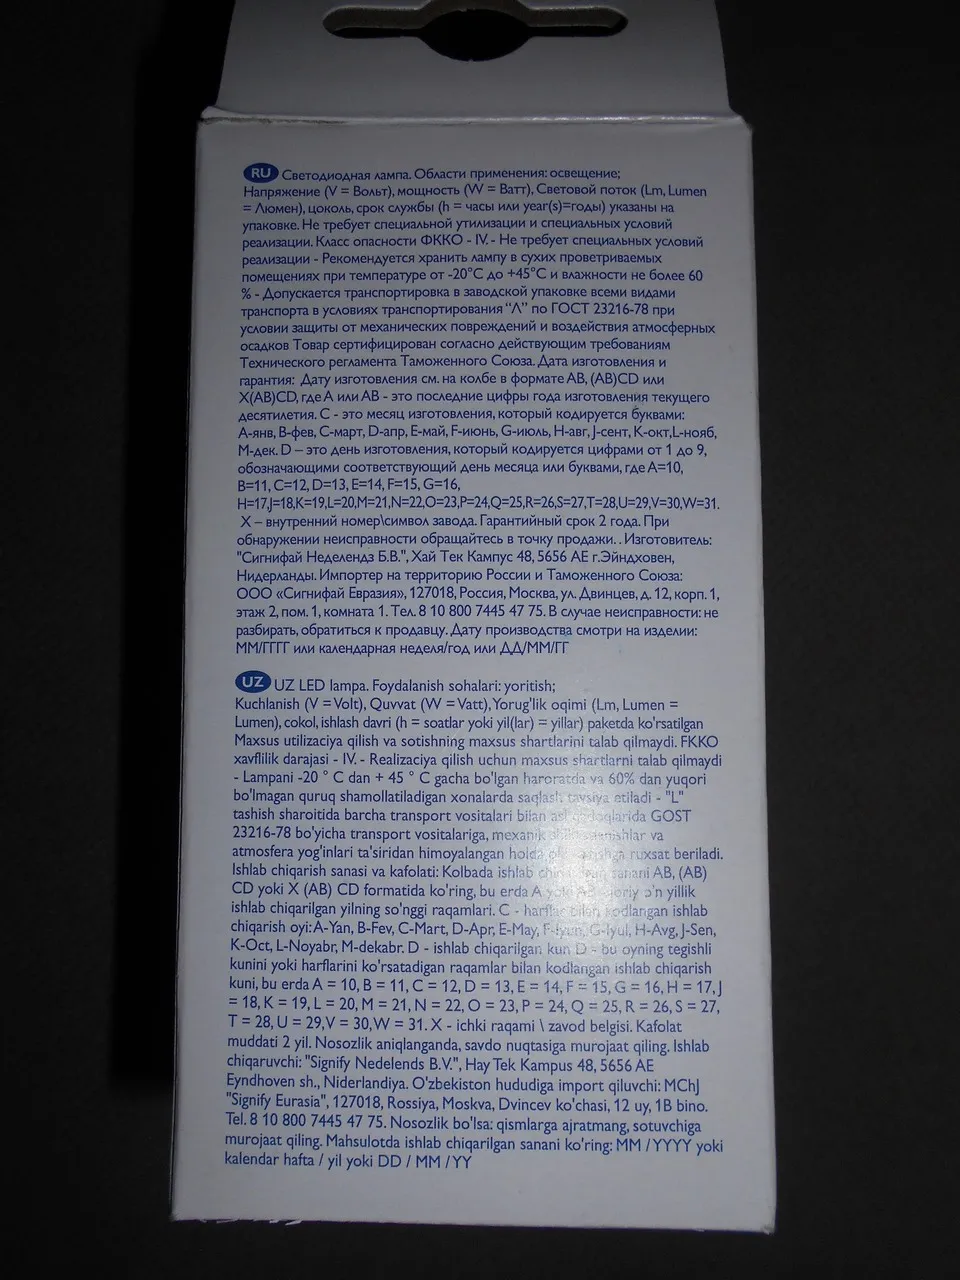 RU Светодиодная лампа. Области применения: освещение;
Напряжение (V = Вольт), мощность (W = Ватт), Световой поток (Lm, Lumen
= Люмен), цоколь, срок службы (h = часы или year(s)=годы) указаны на
упаковке. Не требует специальной утилизации и специальных условий
реализации. Класс опасности ФККО - IV. - Не требует специальных условий
реализации - Рекомендуется хранить лампу в сухих проветриваемых
помещениях при температуре от -20°C до +45°C и влажности не более 60
% - Допускается транспортировка в заводской упаковке всеми видами
транспорта в условиях транспортирования "Л" по ГОСТ 23216-78 при
условии защиты от механических повреждений и воздействия атмосферных
осадков Товар сертифицирован согласно действующим требованиям
Технического регламента Таможенного Союза. Дата изготовления и
гарантия: Дату изготовления см. на колбе в формате AB, (AB)CD или
X(AB)CD, где A или AB - это последние цифры года изготовления текущего
десятилетия. C - это месяц изготовления, который кодируется буквами:
A-янв, B-фев, C-март, D-апр, E-май, F-июнь, G-июль, H-авг, J-сент, K-окт,L-нояб,
M-дек. D – это день изготовления, который кодируется цифрами от 1 до 9,
обозначающими соответствующий день месяца или буквами, где A=10,
B=11, C=12, D=13, E=14, F=15, G=16,
H=17,J=18,K=19,L=20,M=21,N=22,O=23,P=24,Q=25,R=26,S=27,T=28,U=29,V=30,W=31.
X – внутренний номер\символ завода. Гарантийный срок 2 года. При
обнаружении неисправности обращайтесь в точку продажи. . Изготовитель:
"Сигнифай Неделендз Б.В.", Хай Тек Кампус 48, 5656 AE г.Эйндховен,
Нидерланды. Импортер на территорию России и Таможенного Союза:
ООО «Сигнифай Евразия», 127018, Россия, Москва, ул. Двинцев, д. 12, корп. 1,
этаж 2, пом. 1, комната 1. Тел. 8 10 800 7445 47 75. В случае неисправности: не
разбирать, обратиться к продавцу. Дату производства смотри на изделии:
ММ/ГГГГ или календарная неделя/год или ДД/ММ/ГГ
UZ UZ LED lampa. Foydalanish sohalari: yoritish;
Kuchlanish (V = Volt), Quvvat (W = Vatt), Yorug'lik oqimi (Lm, Lumen =
Lumen), cokol, ishlash davri (h = soatlar yoki yil(lar) = yillar) paketda ko'rsatilgan
Maxsus utilizaciya qilish va sotishning maxsus shartlarini talab qilmaydi. FKKO
xavflilik darajasi - IV. - Realizaciya qilish uchun maxsus shartlarni talab qilmaydi
- Lampani -20 ° C dan + 45 ° C gacha bo'lgan haroratda va 60% dan yuqori
bo'lmagan quruq shamollatiladigan xonalarda saqlash tavsiya etiladi - "L"
tashish sharoitida barcha transport vositalari bilan GOST
23216-78 bo'yicha transport vositalariga, mexanik va
atmosfera yog'inlari ta'siridan himoyalangan holda ruxsat beriladi.
Ishlab chiqarish sanasi va kafolati: Kolbada ishlab sanani AB, (AB)
CD yoki X (AB) CD formatida ko'ring, bu erda A yoki AB o'n yillik
ishlab chiqarilgan yilning so'nggi raqamlari. C - harflar bilan kodlangan ishlab
chiqarish oyi: A-Yan, B-Fev, C-Mart, D-Apr, E-May, F-Iyun, G-Iyul, H-Avg, J-Sen,
K-Oct, L-Noyabr, M-dekabr. D - ishlab chiqarilgan kun D - bu oyning tegishli
kunini yoki harflarini ko'rsatadigan raqamlar bilan kodlangan ishlab chiqarish
kuni, bu erda A = 10, B = 11, C = 12, D = 13, E = 14, F = 15, G = 16, H = 17, J
= 18, K = 19, L = 20, M = 21, N = 22, O = 23, P = 24, Q = 25, R = 26, S = 27,
T = 28, U = 29, V = 30, W = 31. X - ichki raqami \ zavod belgisi. Kafolat
muddati 2 yil. Nosozlik aniqlanganda, savdo nuqtasiga murojaat qiling. Ishlab
chiqaruvchi: "Signify Nedelends B.V.", Hay Tek Kampus 48, 5656 AE
Eyndhoven sh., Niderlandiya. O'zbekiston hududiga import qiluvchi: MChJ
"Signify Eurasia", 127018, Rossiya, Moskva, Dvincev ko'chasi, 12 uy, 1B bino.
Tel. 8 10 800 7445 47 75. Nosozlik bo'lsa: qismlarga ajratmang, sotuvchiga
murojaat qiling. Mahsulotda ishlab chiqarilgan sanani ko'ring: MM / YYYY yoki
kalendar hafta / yil yoki DD / MM / YY